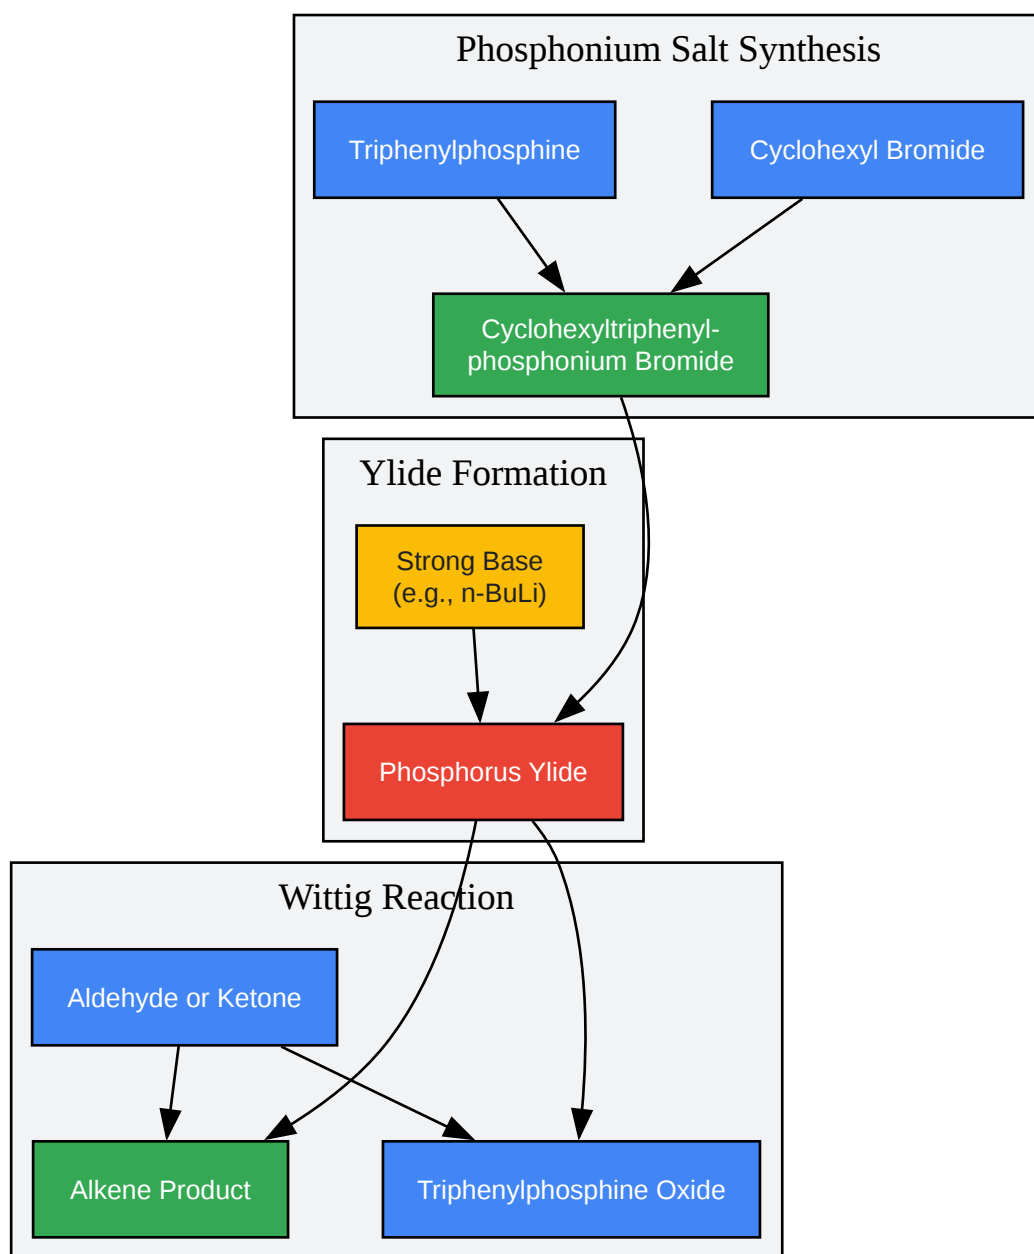 Phosphonium Salt Synthesis
Triphenylphosphine
Cyclohexyl Bromide
Cyclohexyltriphenyl-
phosphonium Bromide
Ylide Formation
Strong Base
(e.g., n-BuLi)
Phosphorus Ylide
Wittig Reaction
Aldehyde or Ketone
Alkene Product
Triphenylphosphine Oxide